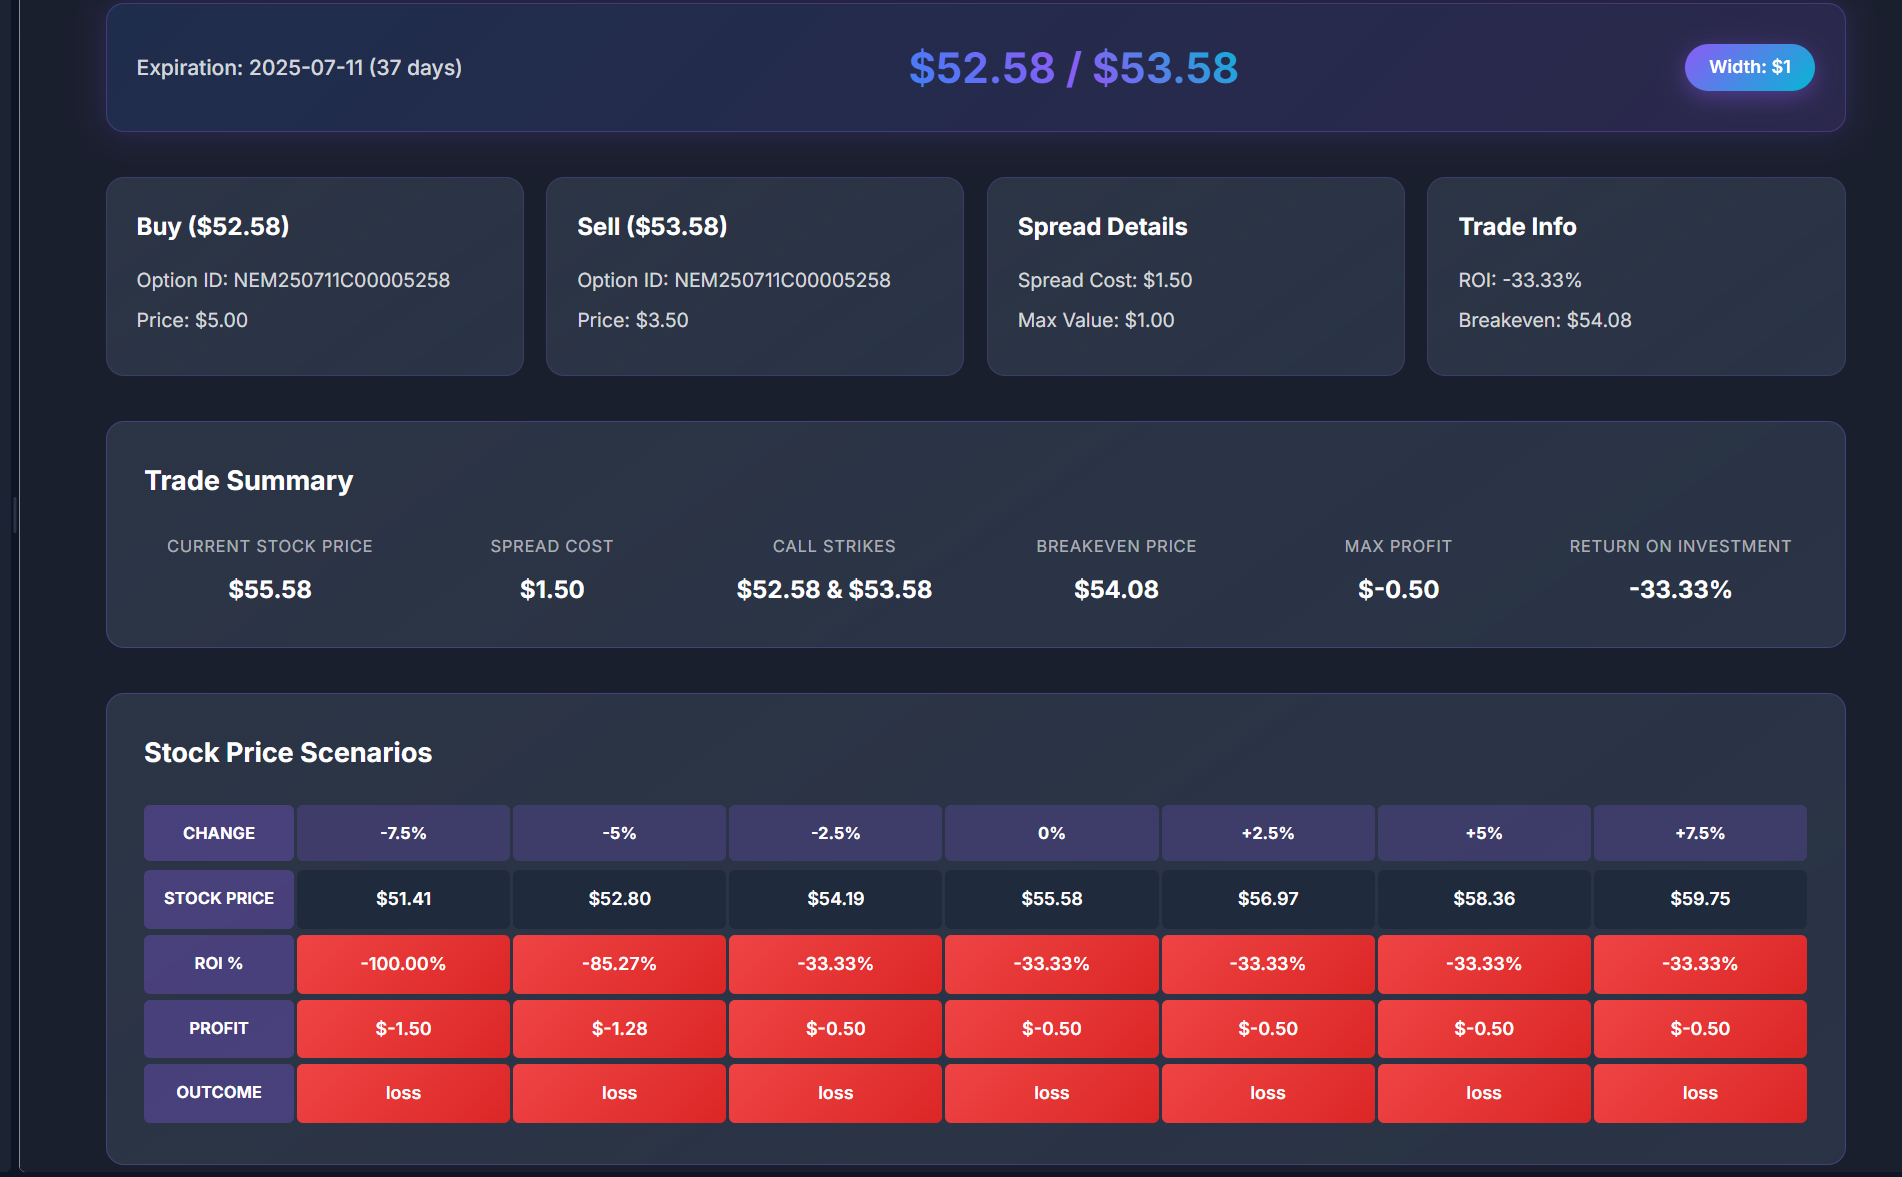 Expiration: 2025-07-11 (37 days)
$52.58 / $53.58
Width: $1
Buy ($52.58)
Option ID: NEM250711C00005258
Price: $5.00
Sell ($53.58)
Option ID: NEM250711C00005258
Price: $3.50
Spread Details
Spread Cost: $1.50
Max Value: $1.00
Trade Info
ROI: -33.33%
Breakeven: $54.08
Trade Summary
CURRENT STOCK PRICE
$55.58
SPREAD COST
$1.50
CALL STRIKES
$52.58 & $53.58
BREAKEVEN PRICE
$54.08
MAX PROFIT
$-0.50
RETURN ON INVESTMENT
-33.33%
Stock Price Scenarios
CHANGE -7.5% -5% -2.5% 0% +2.5% +5% +7.5%
STOCK PRICE $51.41 $52.80 $54.19 $55.58 $56.97 $58.36 $59.75
ROI % -100.00% -85.27% -33.33% -33.33% -33.33% -33.33% -33.33%
PROFIT $-1.50 $-1.28 $-0.50 $-0.50 $-0.50 $-0.50 $-0.50
OUTCOME loss loss loss loss loss loss loss